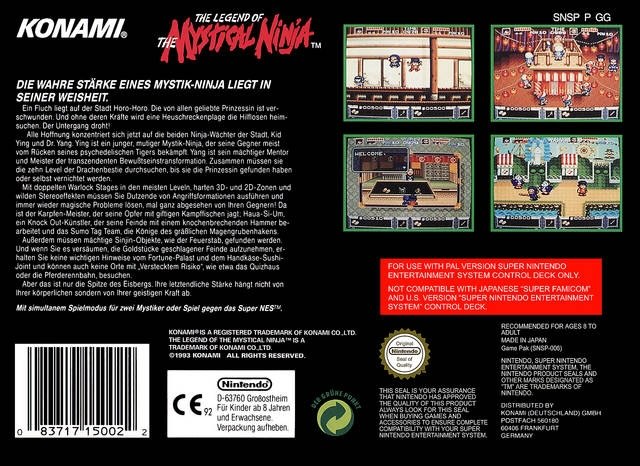 SNSP P GG
KONAMI®
THE LEGEND OF
THE MYSTICAL NINJA™
DIE WAHRE STÄRKE EINES MYSTIK-NINJA LIEGT IN
SEINER WEISHEIT.
Ein Fluch liegt auf der Stadt Horo-Horo. Die von allen geliebte Prinzessin ist ver-
schwunden. Und ohne deren Kräfte wird eine Heuschreckenplage die Hilflosen heim-
suchen. Der Untergang droht!
Alle Hoffnung konzentriert sich jetzt auf die beiden Ninja-Wächter der Stadt, Kid
Ying und Dr. Yang. Ying ist ein junger, mutiger Mystik-Ninja, der seine Gegner meist
vom Rücken seines psychedelischen Tigers bekämpft. Yang ist sein mächtiger Men-
tor und Meister der transzendenten Bewußtseinstransformation. Zusammen müssen sie
die zehn Level der Drachenbestie durchsuchen, bis sie die Prinzessin gefunden haben
oder selbst vernichtet werden.
Mit doppelten Warlock Stages in den meisten Leveln, harten 3D- und 2D-Zonen und
wilden Stereoeffekten müssen Sie Dutzende von Angriffsformationen ausführen und
immer wieder magische Probleme lösen, mal ganz abgesehen von Ihren Gegnern! Da
ist der Karpfen-Meister, der seine Opfer mit giftigen Kampffischen jagt; Haua-Si-Um,
ein Knock Out-Künstler, der seine Feinde mit einem knochenbrechenden Hammer be-
arbeitet und das Sumo Tag Team, die Könige des gräßlichen Magengrubenhakens.
Außerdem müssen mächtige Sinjin-Objekte, wie der Feuerstab, gefunden werden.
Und wenn Sie es versäumen, die Goldstücke geschlagener Feinde aufzunehmen, er-
halten Sie keine wichtigen Hinweise vom Fortune-Palast und dem Handkäse-Sushi-
Joint und können auch keine Orte mit "Verstecktem Risiko", wie etwa das Quizhaus
oder die Pferderennbahn, besuchen.
Aber das ist nur die Spitze des Eisbergs. Ihre letztendliche Stärke hängt nicht von
Ihrer körperlichen sondern von Ihrer geistigen Kraft ab.
Mit simultanem Spielmodus für zwei Mystiker oder Spiel gegen das Super NES™.
WELCOME.
FOR USE WITH PAL VERSION SUPER NINTENDO
ENTERTAINMENT SYSTEM CONTROL DECK ONLY.
NOT COMPATIBLE WITH JAPANESE "SUPER FAMICOM"
AND U.S. VERSION "SUPER NINTENDO ENTERTAINMENT
SYSTEM" CONTROL DECK.
KONAMI® IS A REGISTERED TRADEMARK OF KONAMI CO.,LTD.
THE LEGEND OF THE MYSTICAL NINJA™ IS A
TRADEMARK OF KONAMI CO.,LTD.
©1993 KONAMI ALL RIGHTS RESERVED.
0 83717 15002 2
CE 92
Nintendo
D-63760 Großostheim
Für Kinder ab 8 Jahren
und Erwachsene.
Verpackung aufheben.
DER GRÜNE PUNKT
Original
Nintendo
Seal of
Quality
THIS SEAL IS YOUR ASSURANCE
THAT NINTENDO HAS APPROVED
THE QUALITY OF THIS PRODUCT
ALWAYS LOOK FOR THIS SEAL
WHEN BUYING GAMES AND
ACCESSORIES TO ENSURE COMPLETE
COMPATIBILITY WITH YOUR SUPER
NINTENDO ENTERTAINMENT SYSTEM.
RECOMMENDED FOR AGES 8 TO
ADULT
MADE IN JAPAN
Game Pak (SNSP-006)
NINTENDO, SUPER NINTENDO
ENTERTAINMENT SYSTEM, THE
NINTENDO PRODUCT SEALS AND
OTHER MARKS DESIGNATED AS
"TM" ARE TRADEMARKS OF
NINTENDO.
DISTRIBUTED BY
KONAMI (DEUTSCHLAND) GMBH
POSTFACH 560180
60406 FRANKFURT
GERMANY